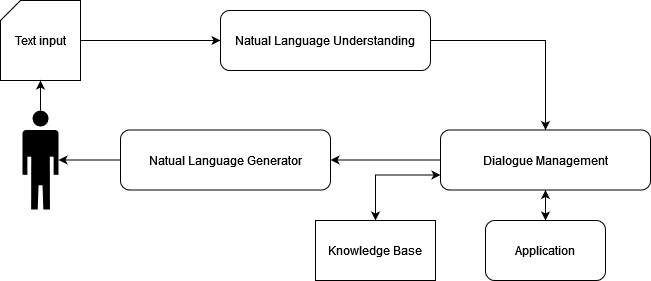 Text input
Natual Language Understanding
Natual Language Generator
Dialogue Management
Knowledge Base
Application